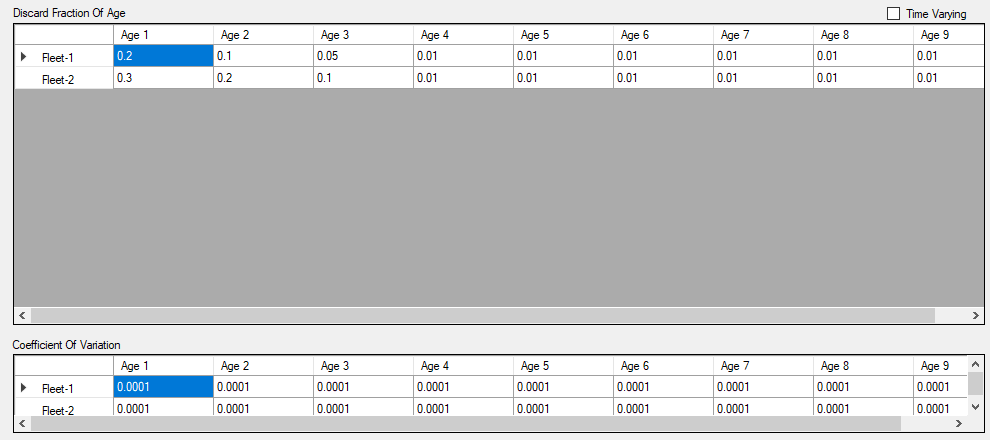 Discard Fraction Of Age Time Varying
Age 1 Age 2 Age 3 Age 4 Age 5 Age 6 Age 7 Age 8 Age 9
Fleet-1 0.2 0.1 0.05 0.01 0.01 0.01 0.01 0.01 0.01
Fleet-2 0.3 0.2 0.1 0.01 0.01 0.01 0.01 0.01 0.01
Coefficient Of Variation
Age 1 Age 2 Age 3 Age 4 Age 5 Age 6 Age 7 Age 8 Age 9
Fleet-1 0.0001 0.0001 0.0001 0.0001 0.0001 0.0001 0.0001 0.0001 0.0001
Fleet-2 0.0001 0.0001 0.0001 0.0001 0.0001 0.0001 0.0001 0.0001 0.0001